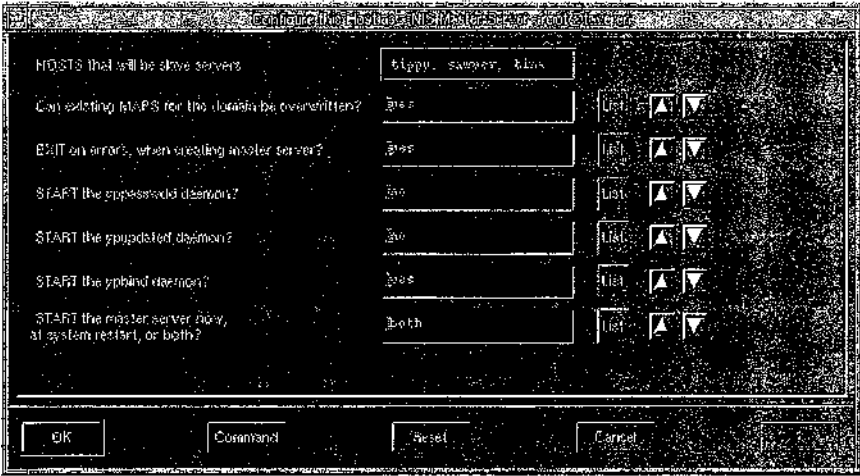 Configure this Host as a NIS Master Server
HOSTS that will be slave servers
tippy, samper,
Can existing MAPS for the domain be overwritten?
yes
List
EXIT on errors, when creating master server?
yes
List
START the yppasswdd daemon?
no
List
START the ypupdated daemon?
no
List
START the ypbind daemon?
yes
List
START the master server now,
at system restart, or both?
both
List
OK
Command
Reset
Cancel